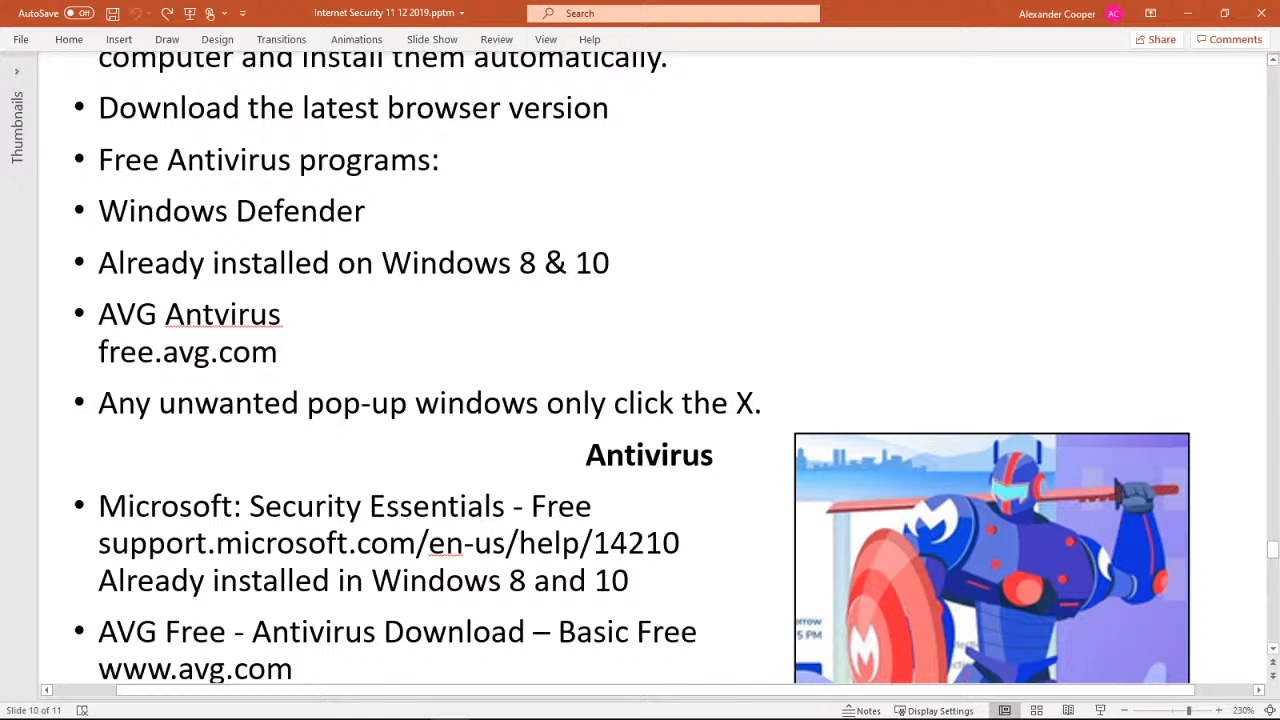 AutoSave Off
Internet Security 11 12 2019.pptm
Search
Alexander Cooper AC
File Home Insert Draw Design Transitions Animations Slide Show Review View Help Share Comments
Thumbnails
computer and install them automatically.
• Download the latest browser version
• Free Antivirus programs:
• Windows Defender
• Already installed on Windows 8 & 10
• AVG Antvirus
free.avg.com
• Any unwanted pop-up windows only click the X.
Antivirus
• Microsoft: Security Essentials - Free
support.microsoft.com/en-us/help/14210
Already installed in Windows 8 and 10
• AVG Free - Antivirus Download – Basic Free
www.avg.com
orrow
5 PM
Slide 10 of 11 Notes Display Settings 230%